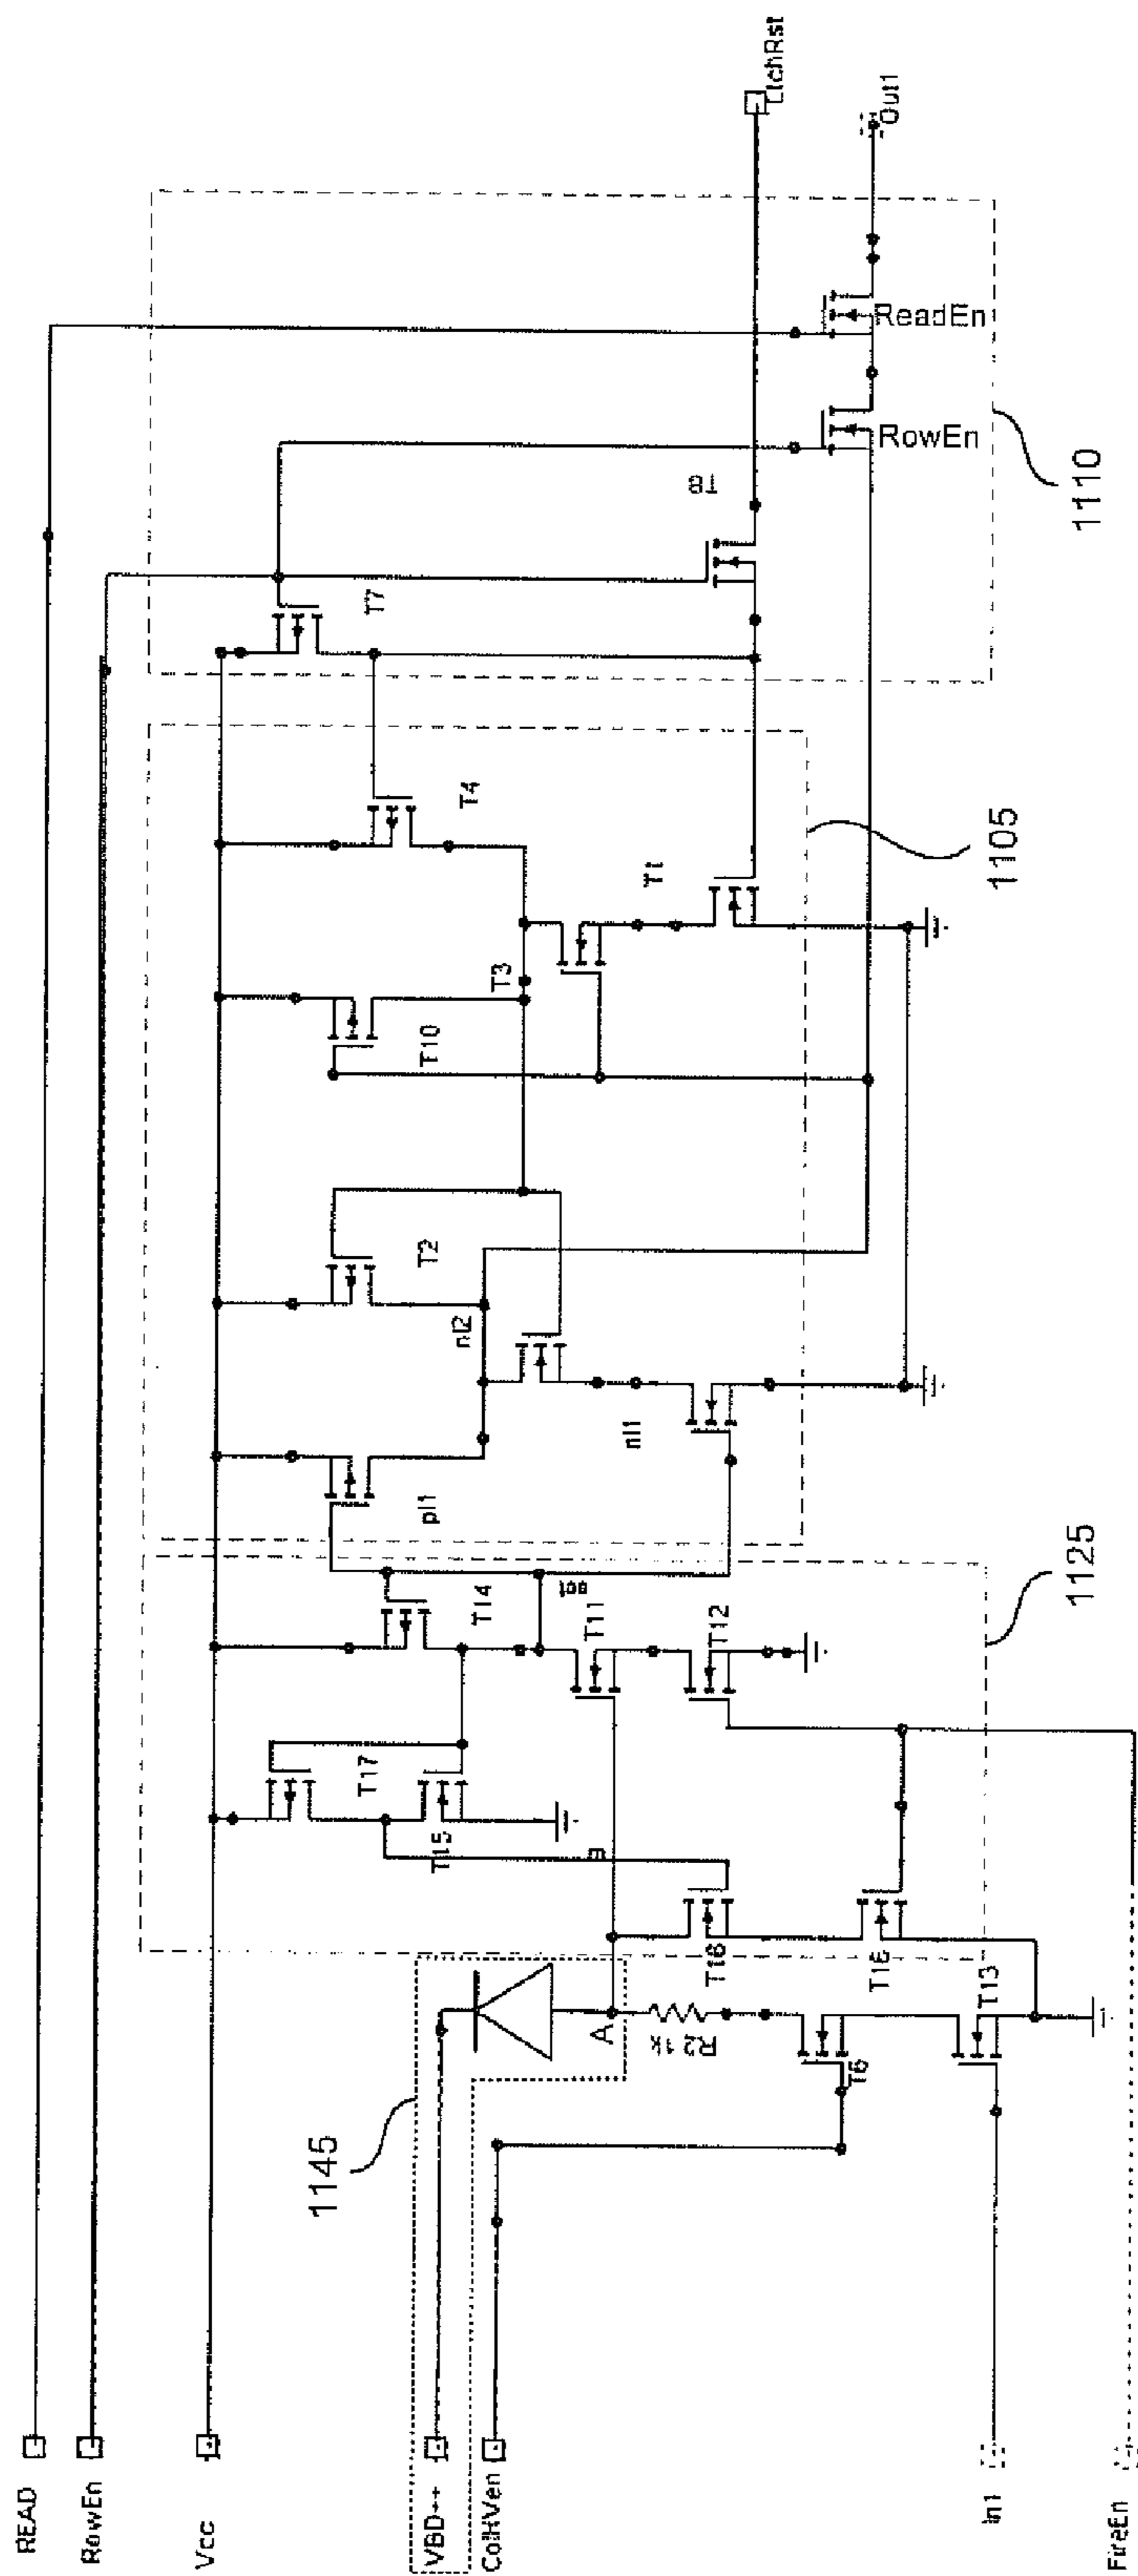 READ
RowEn
Vcc
VBD++
ColHVen
In1
FireEn
1145
A
R2 1k
T6
T13
T16
T16
T15
T17
T14
T11
T12
1125
pl1
nl2
nl1
T2
T10
T3
T4
1105
T7
T8
RowEn
ReadEn
1110
LtchRst
Out1